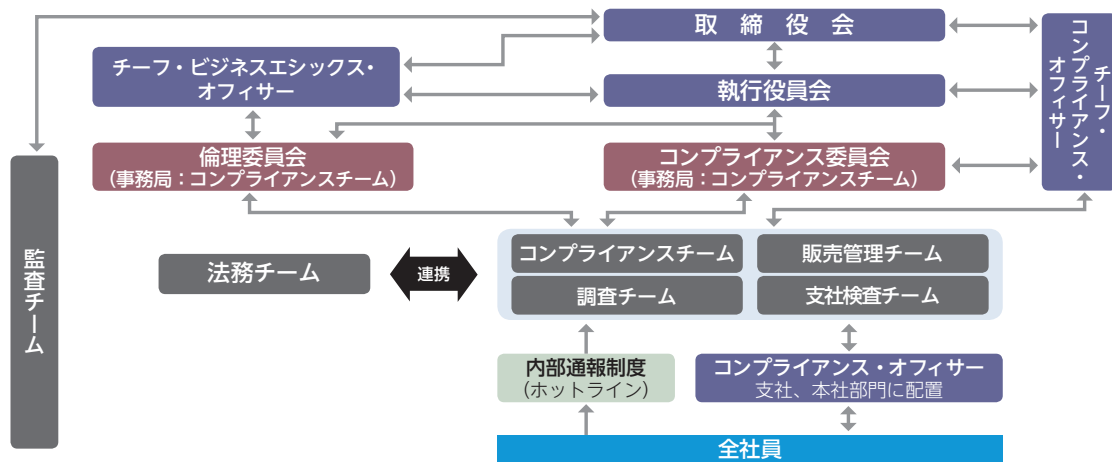 取締役会
チーフ・ビジネスエシックス・
オフィサー
執行役員会
チーフ・
コンプライアンス・
オフィサー
倫理委員会
(事務局：コンプライアンスチーム)
コンプライアンス委員会
(事務局：コンプライアンスチーム)
監査チーム
法務チーム
連携
コンプライアンスチーム
販売管理チーム
調査チーム
支社検査チーム
内部通報制度
(ホットライン)
コンプライアンス・オフィサー
支社、本社部門に配置
全社員